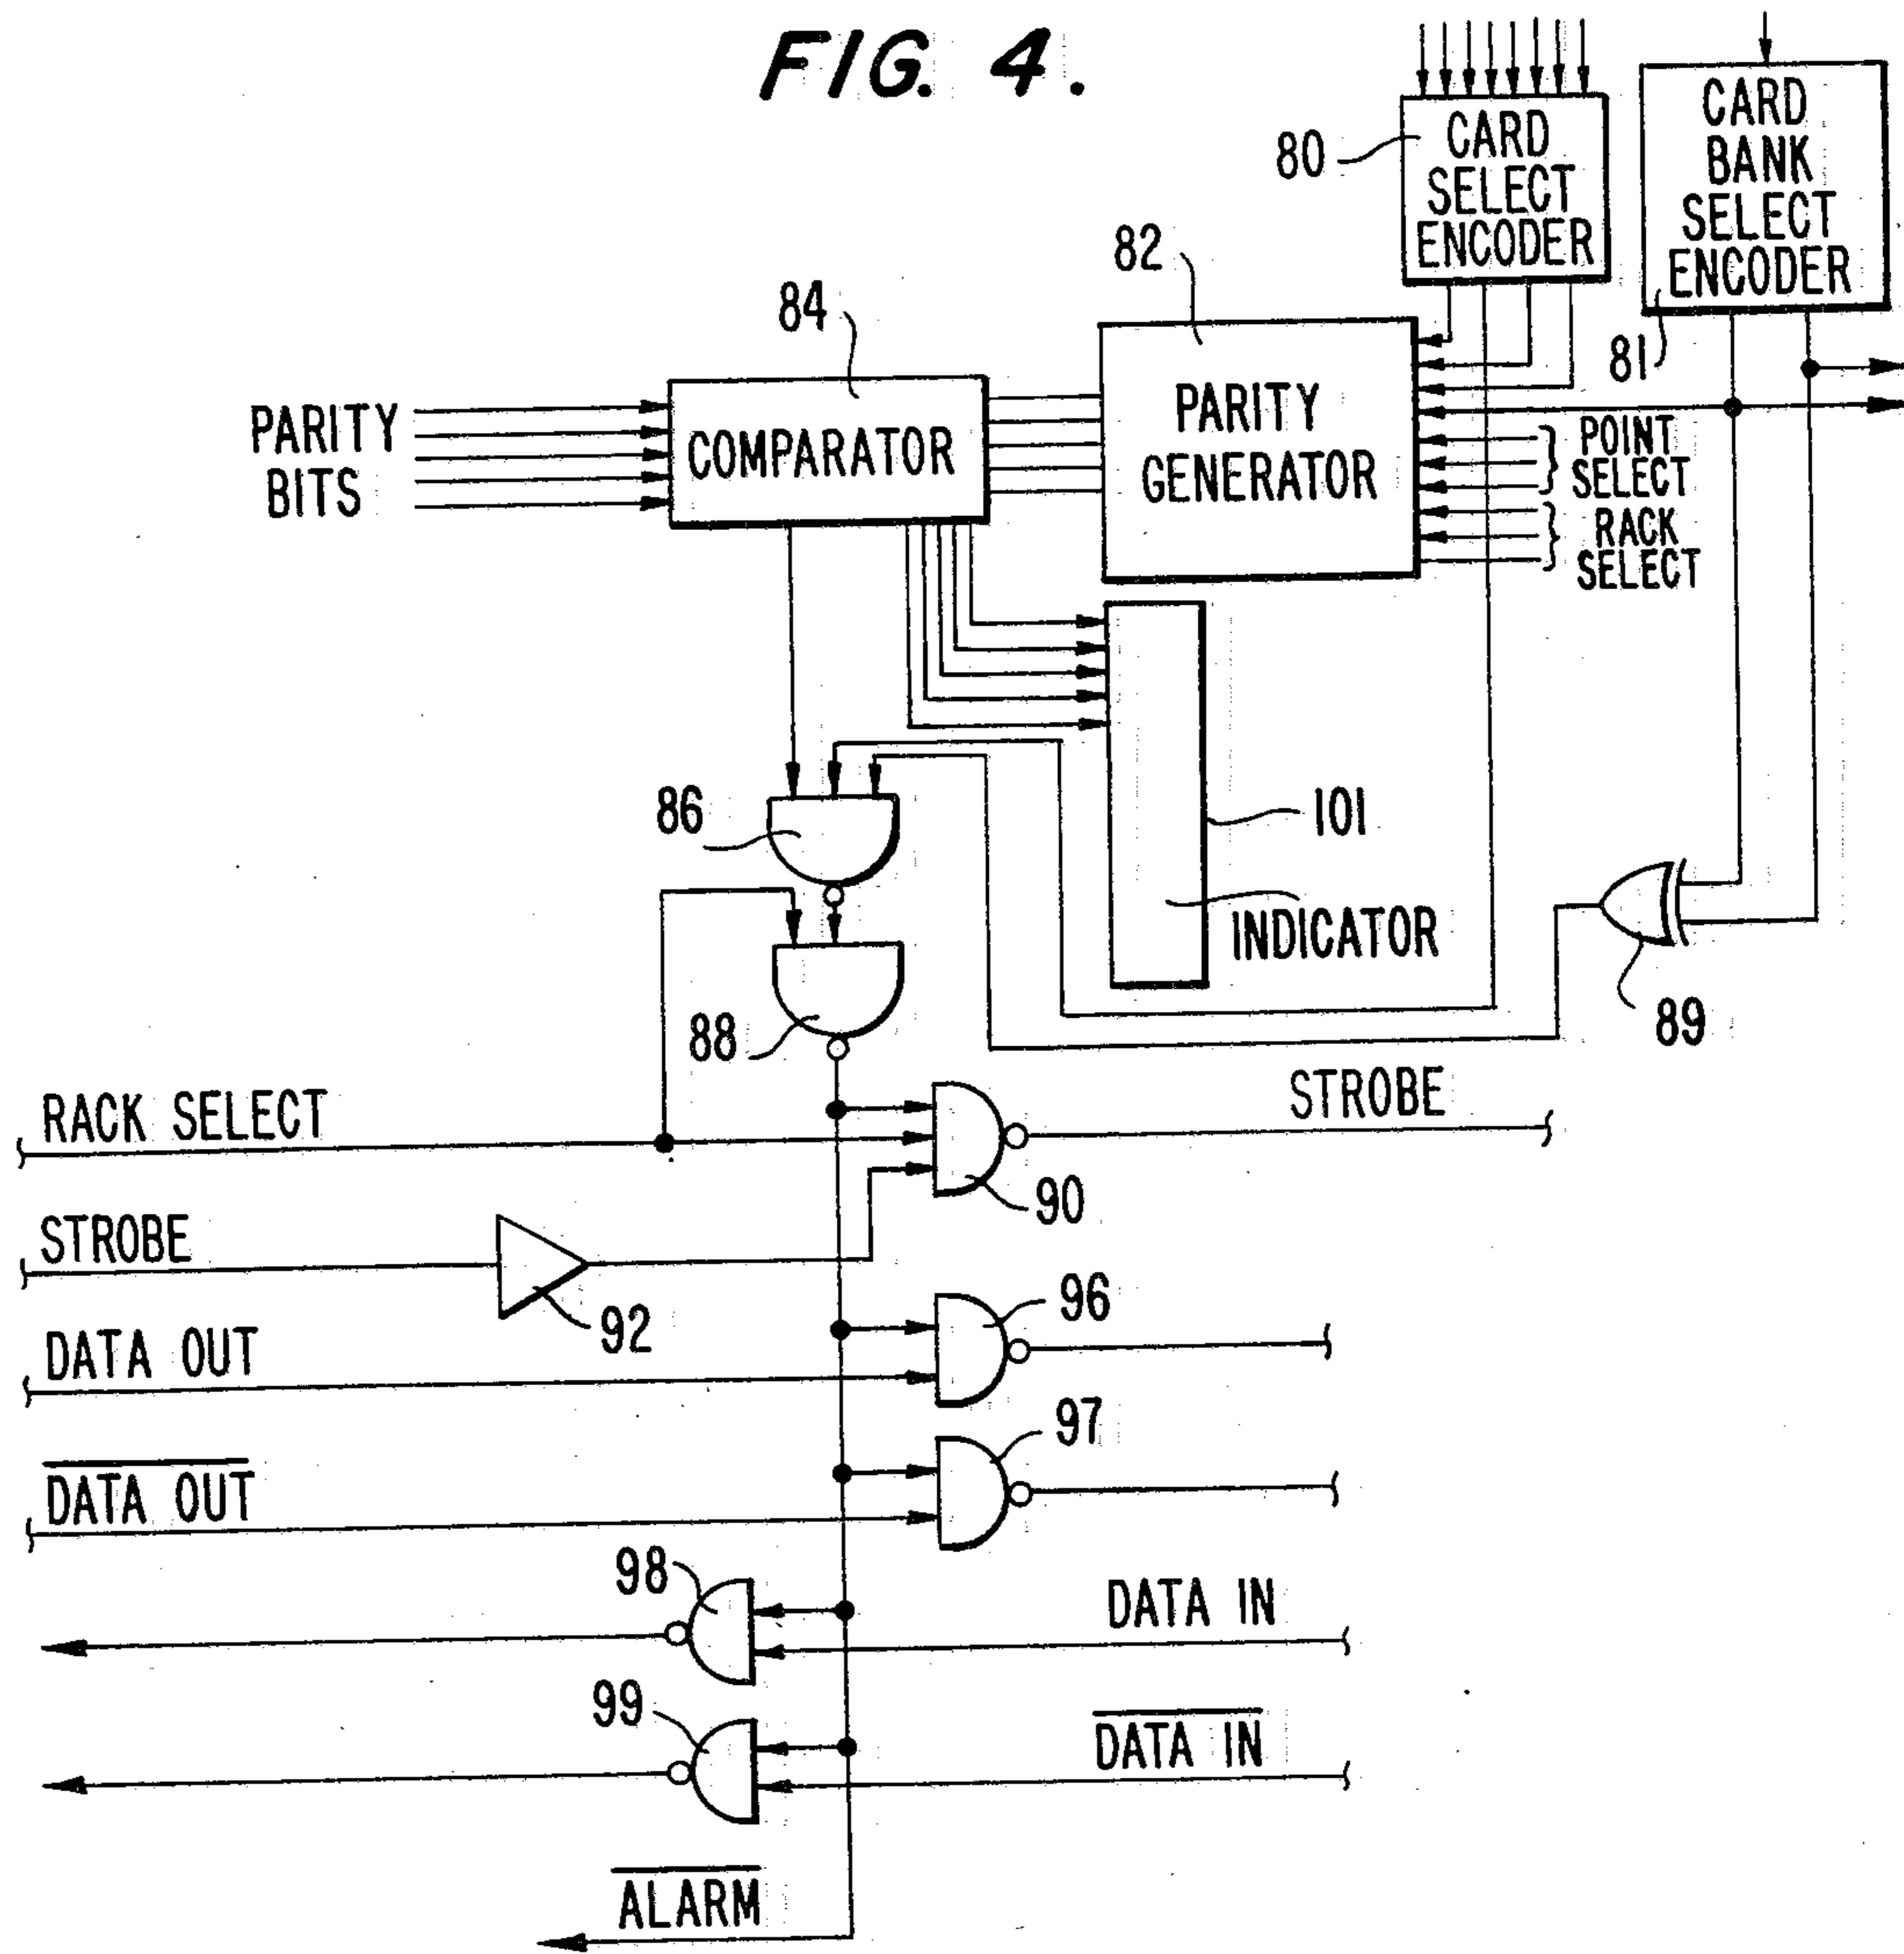 FIG. 4.
80
CARD
SELECT
ENCODER
CARD
BANK
SELECT
ENCODER
81
82
84
PARITY
BITS
COMPARATOR
PARITY
GENERATOR
POINT
SELECT
RACK
SELECT
86
101
INDICATOR
88
89
RACK SELECT
STROBE
90
STROBE
92
96
DATA OUT
97
DATA OUT
98
DATA IN
99
DATA IN
ALARM